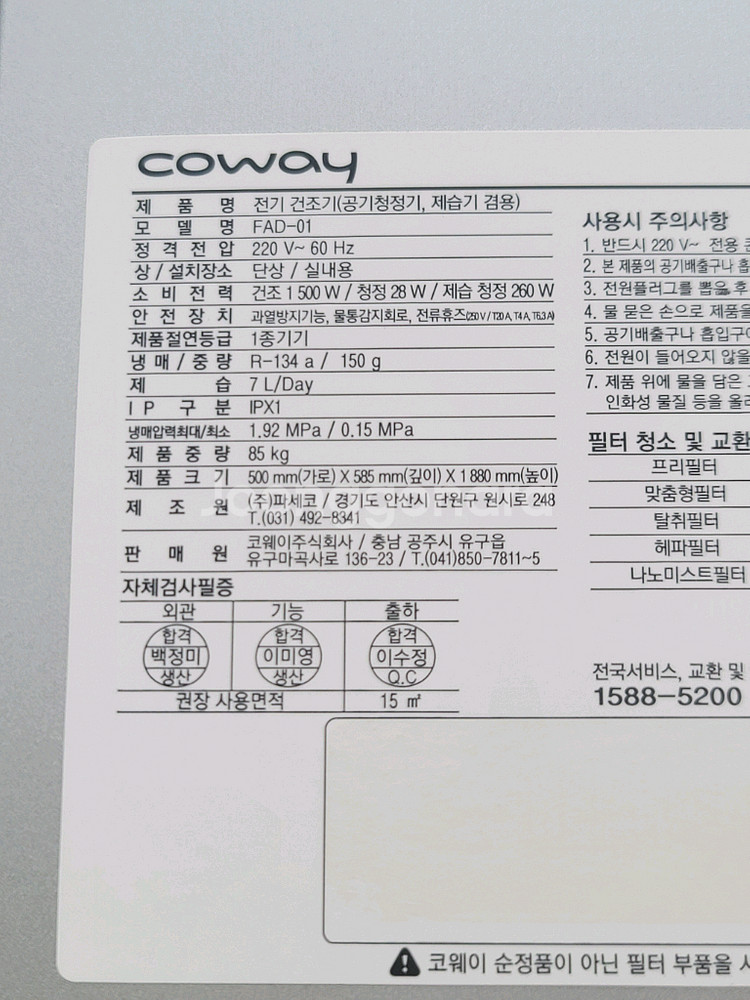 coway
제품명 전기 건조기(공기청정기, 제습기 겸용)
모델명 FAD-01
정격전압 220 V~ 60 Hz
상/설치장소 단상 / 실내용
소비전력 건조 1 500 W / 청정 28 W / 제습 청정 260 W
안전장치 과열방지기능, 물통감지회로, 전류휴즈(250 V / T20 A, T4 A, T6.3 A)
제품절연등급 1종기기
냉매/중량 R-134 a / 150 g
제습 7 L/Day
IP구분 IPX1
냉매압력최대/최소 1.92 MPa / 0.15 MPa
제품중량 85 kg
제품크기 500 mm(가로) X 585 mm(깊이) X 1 880 mm(높이)
제조원 (주)파세코 / 경기도 안산시 단원구 원시로 248
T.(031) 492-8341
판매원 코웨이주식회사 / 충남 공주시 유구읍
유구마곡사로 136-23 / T.(041)850-7811~5
자체검사필증
외관 기능 출하
합격 합격 합격
백정미 이미영 이수정
생산 생산 Q.C
권장 사용면적 15 ㎡
사용시 주의사항
1. 반드시 220 V~ 전용
2. 본 제품의 공기배출구나
3. 전원플러그를 뽑을 후
4. 물 묻은 손으로 제품을
5. 공기배출구나 흡입구
6. 전원이 들어오지 않을
7. 제품 위에 물을 담은
인화성 물질 등을
필터 청소 및 교환
프리필터
맞춤형필터
탈취필터
헤파필터
나노미스트필터
전국서비스, 교환 및
1588-5200
코웨이 순정품이 아닌 필터 부품을